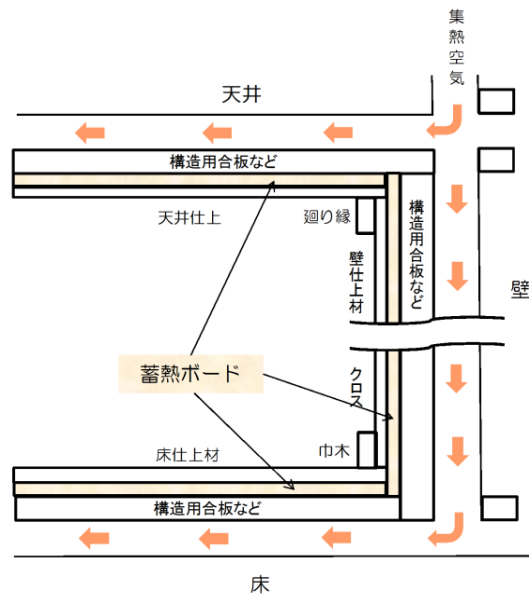 集熱空気
天井
構造用合板など
天井仕上
廻り縁
構造用合板など
壁仕上材
壁
蓄熱ボード
クロス
床仕上材
巾木
構造用合板など
床